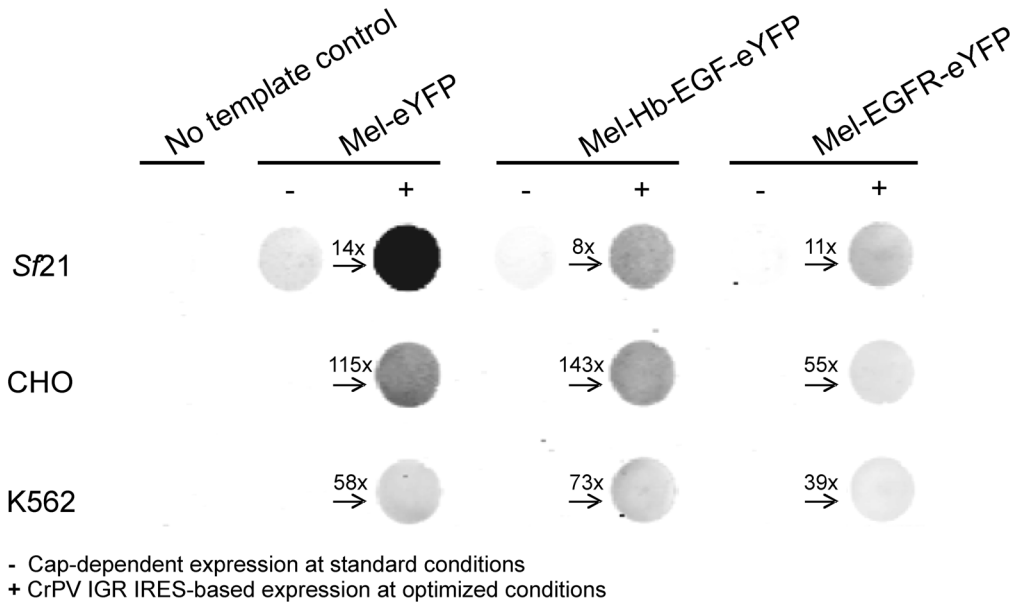 No template control
Mel-eYFP
Mel-Hb-EGF-eYFP
Mel-EGFR-eYFP
- + - + - +
Sf21 14x 8x 11x
CHO 115x 143x 55x
K562 58x 73x 39x
- Cap-dependent expression at standard conditions
+ CrPV IGR IRES-based expression at optimized conditions